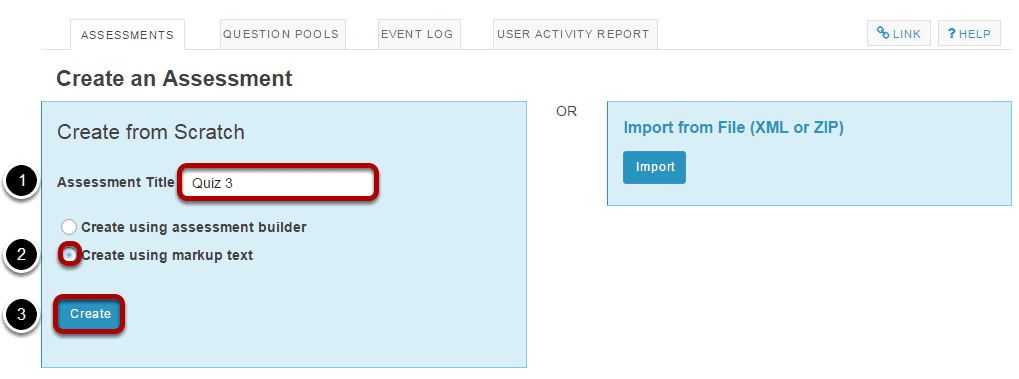 ASSESSMENTS QUESTION POOLS EVENT LOG USER ACTIVITY REPORT LINK ? HELP
Create an Assessment
OR
Create from Scratch
Import from File (XML or ZIP)
Import
1 Assessment Title Quiz 3
Create using assessment builder
2 Create using markup text
3 Create